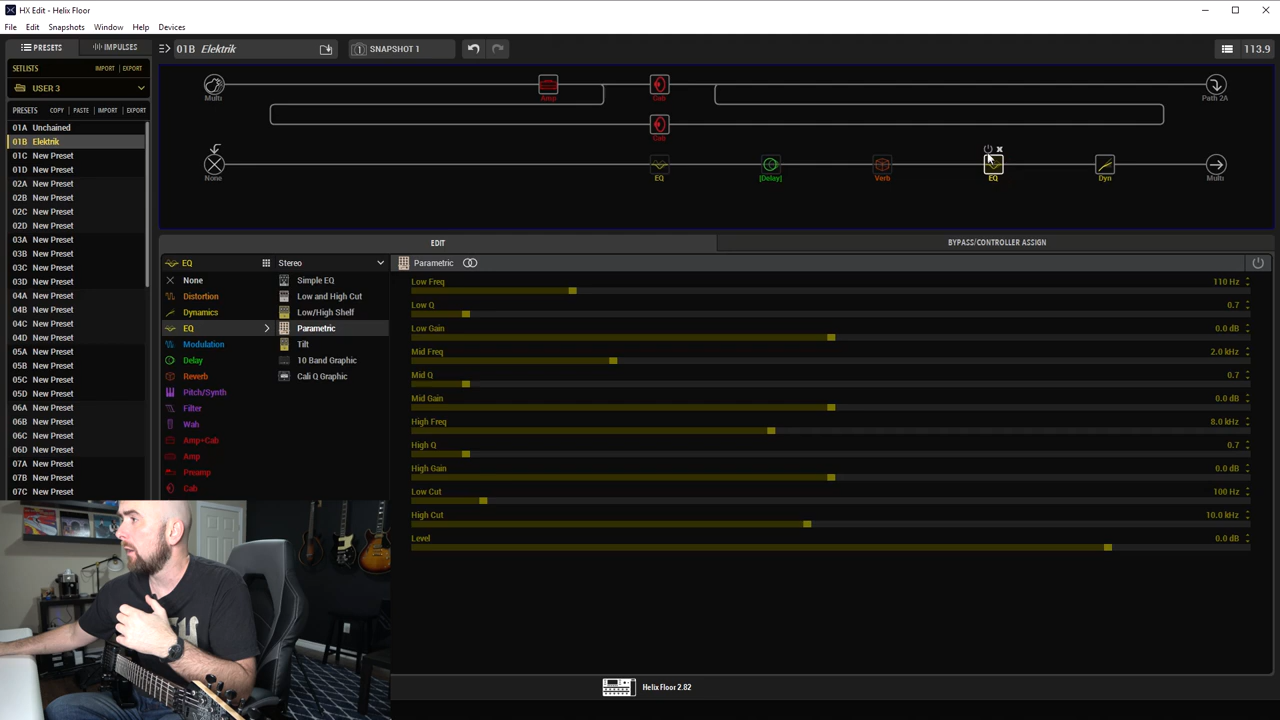 HX Edit - Helix Floor
File Edit Snapshots Window Help Devices
PRESETS IMPULSES
01B Elektrik
1 SNAPSHOT 1
113.9
SETLISTS IMPORT EXPORT
USER 3
PRESETS COPY PASTE IMPORT EXPORT
01A Unchained
01B Elektrik
01C New Preset
01D New Preset
02A New Preset
02B New Preset
02C New Preset
02D New Preset
03A New Preset
03B New Preset
03C New Preset
03D New Preset
04A New Preset
04B New Preset
04C New Preset
04D New Preset
05A New Preset
05B New Preset
05C New Preset
05D New Preset
06A New Preset
06B New Preset
06C New Preset
06D New Preset
07A New Preset
07B New Preset
07C New Preset
Multi
Amp
Cab
Path 2A
Cab
None
EQ
[Delay]
Verb
EQ
Dyn
Multi
EDIT
BYPASS/CONTROLLER ASSIGN
EQ
None
Distortion
Dynamics
EQ
Modulation
Delay
Reverb
Pitch/Synth
Filter
Wah
Amp+Cab
Amp
Preamp
Cab
Stereo
Simple EQ
Low and High Cut
Low/High Shelf
Parametric
Tilt
10 Band Graphic
Cali Q Graphic
Parametric
Low Freq 110 Hz
Low Q 0.7
Low Gain 0.0 dB
Mid Freq 2.0 kHz
Mid Q 0.7
Mid Gain 0.0 dB
High Freq 8.0 kHz
High Q 0.7
High Gain 0.0 dB
Low Cut 100 Hz
High Cut 10.0 kHz
Level 0.0 dB
Helix Floor 2.82